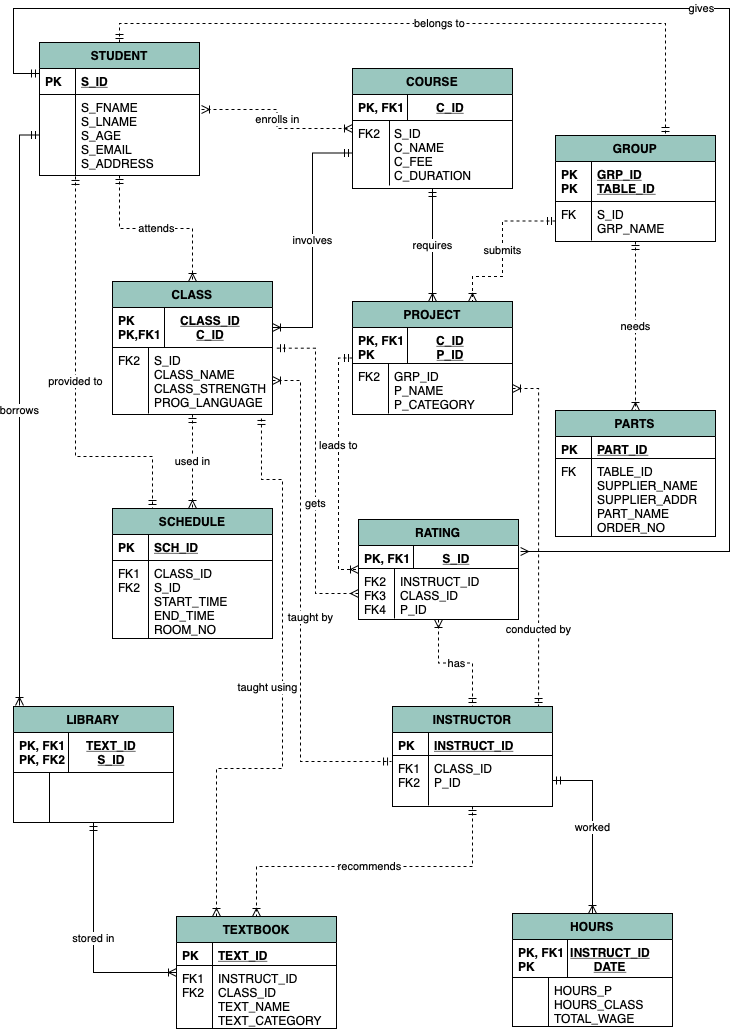 gives
belongs to
STUDENT
PK S_ID
S_FNAME
S_LNAME
S_AGE
S_EMAIL
S_ADDRESS
enrolls in
COURSE
PK, FK1 C_ID
FK2 S_ID
C_NAME
C_FEE
C_DURATION
GROUP
PK GRP_ID
PK TABLE_ID
FK S_ID
GRP_NAME
attends
involves
requires
submits
needs
CLASS
PK CLASS_ID
PK,FK1 C_ID
FK2 S_ID
CLASS_NAME
CLASS_STRENGTH
PROG_LANGUAGE
PROJECT
PK, FK1 C_ID
PK P_ID
FK2 GRP_ID
P_NAME
P_CATEGORY
provided to
borrows
PARTS
PK PART_ID
FK TABLE_ID
SUPPLIER_NAME
SUPPLIER_ADDR
PART_NAME
ORDER_NO
leads to
used in
gets
SCHEDULE
PK SCH_ID
FK1 CLASS_ID
FK2 S_ID
START_TIME
END_TIME
ROOM_NO
RATING
PK, FK1 S_ID
FK2 INSTRUCT_ID
FK3 CLASS_ID
FK4 P_ID
taught by
conducted by
has
taught using
LIBRARY
PK, FK1 TEXT_ID
PK, FK2 S_ID
INSTRUCTOR
PK INSTRUCT_ID
FK1 CLASS_ID
FK2 P_ID
worked
recommends
stored in
TEXTBOOK
PK TEXT_ID
FK1 INSTRUCT_ID
FK2 CLASS_ID
TEXT_NAME
TEXT_CATEGORY
HOURS
PK, FK1 INSTRUCT_ID
PK DATE
HOURS_P
HOURS_CLASS
TOTAL_WAGE